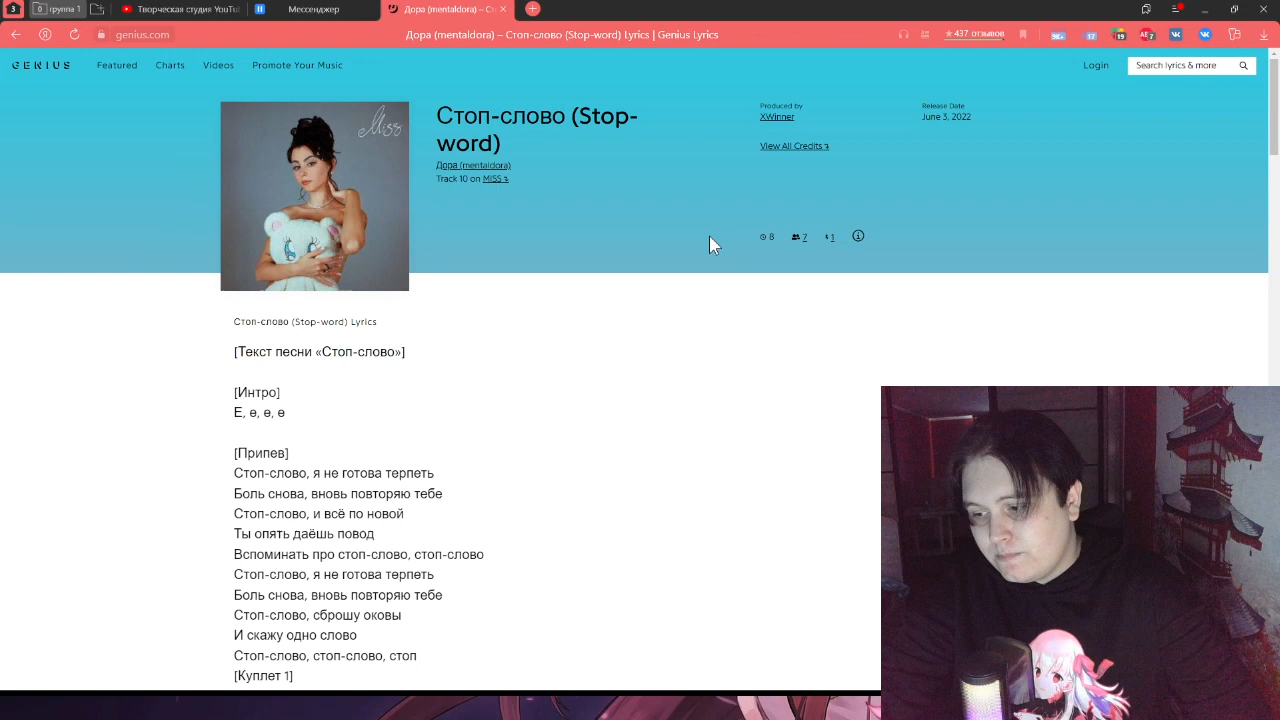 3
0 группа 1
Творческая студия YouTu
Мессенджер
Дора (mentaldora) – Ст
genius.com
Дора (mentaldora) – Стоп-слово (Stop-word) Lyrics | Genius Lyrics
★ 437 отзывов
GENIUS
Featured
Charts
Videos
Promote Your Music
Login
Search lyrics & more
Miss
Стоп-слово (Stop-
word)
Дора (mentaldora)
Track 10 on MISS
Produced by
XWinner
View All Credits
Release Date
June 3, 2022
8
7
1
Стоп-слово (Stop-word) Lyrics
[Текст песни «Стоп-слово»]
[Интро]
Е, е, е, е
[Припев]
Стоп-слово, я не готова терпеть
Боль снова, вновь повторяю тебе
Стоп-слово, и всё по новой
Ты опять даёшь повод
Вспоминать про стоп-слово, стоп-слово
Стоп-слово, я не готова терпеть
Боль снова, вновь повторяю тебе
Стоп-слово, сброшу оковы
И скажу одно слово
Стоп-слово, стоп-слово, стоп
[Куплет 1]